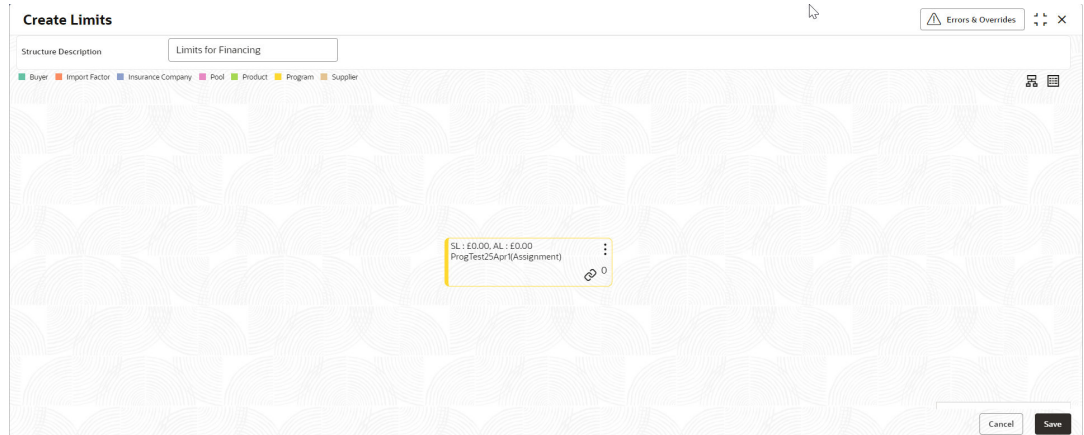 Create Limits
Errors & Overrides
Structure Description
Limits for Financing
Buyer Import Factor Insurance Company Pool Product Program Supplier
SL : £0.00, AL : £0.00
ProgTest25Apr1(Assignment)
0
Cancel
Save